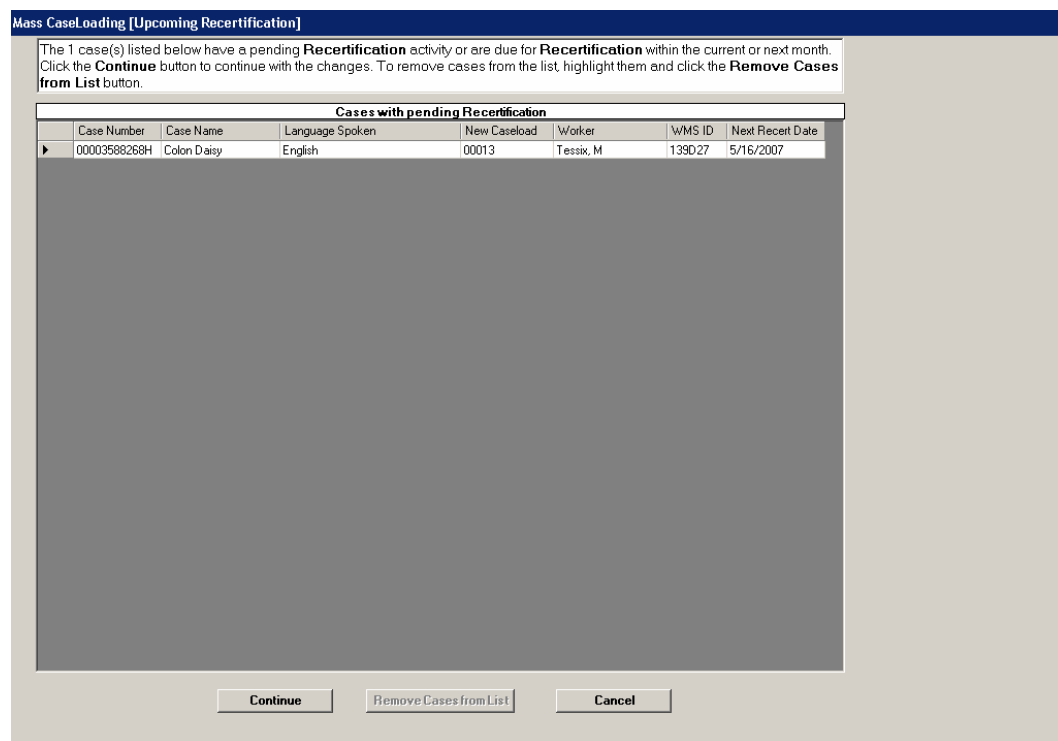 Mass CaseLoading [Upcoming Recertification]
The 1 case(s) listed below have a pending Recertification activity or are due for Recertification within the current or next month.
Click the Continue button to continue with the changes. To remove cases from the list, highlight them and click the Remove Cases
from List button.
Cases with pending Recertification
Case Number Case Name Language Spoken New Caseload Worker WMS ID Next Recert Date
00003588268H Colon Daisy English 00013 Tessix, M 139D27 5/16/2007
Continue Remove Cases from List Cancel